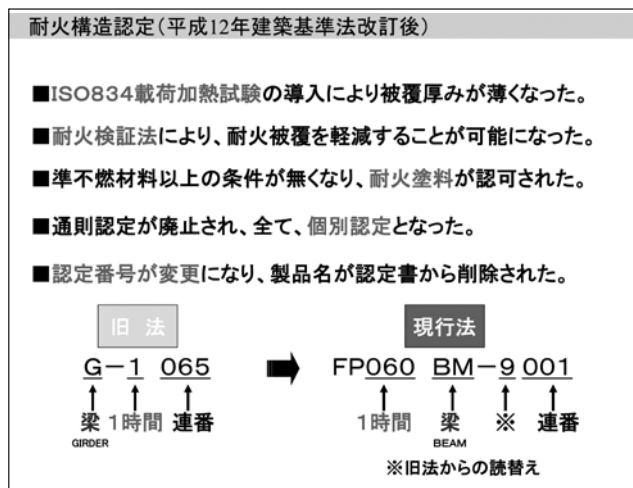 耐火構造認定(平成12年建築基準法改訂後)
■ISO834載荷加熱試験の導入により被覆厚みが薄くなった。
■耐火検証法により、耐火被覆を軽減することが可能になった。
■準不燃材料以上の条件が無くなり、耐火塗料が認可された。
■通則認定が廃止され、全て、個別認定となった。
■認定番号が変更になり、製品名が認定書から削除された。
旧 法
現行法
G-1 065
FP060 BM-9 001
梁 1時間 連番
GIRDER
1時間 梁 ※ 連番
BEAM
※旧法からの読替え